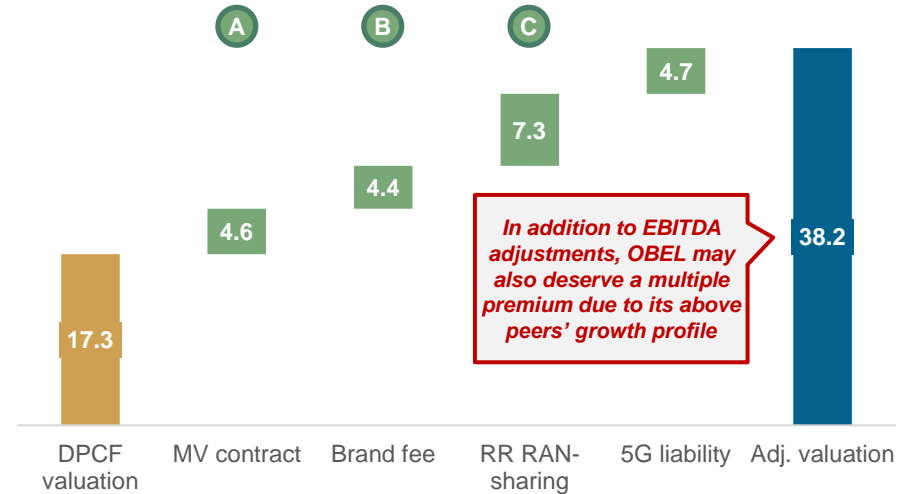 A
B
C
4.7
7.3
4.4
4.6
In addition to EBITDA
adjustments, OBEL may
also deserve a multiple
premium due to its above
peers' growth profile
38.2
17.3
DPCF
valuation
MV contract
Brand fee
RR RAN-
sharing
5G liability
Adj. valuation